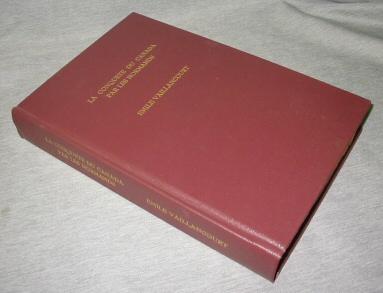 LA CONQUETE DU CANADA
PAR LES NORMANDS
EMILE VAILLANCOURT
LA CONQUETE DU CANADA
PAR LES NORMANDS
EMILE VAILLANCOURT